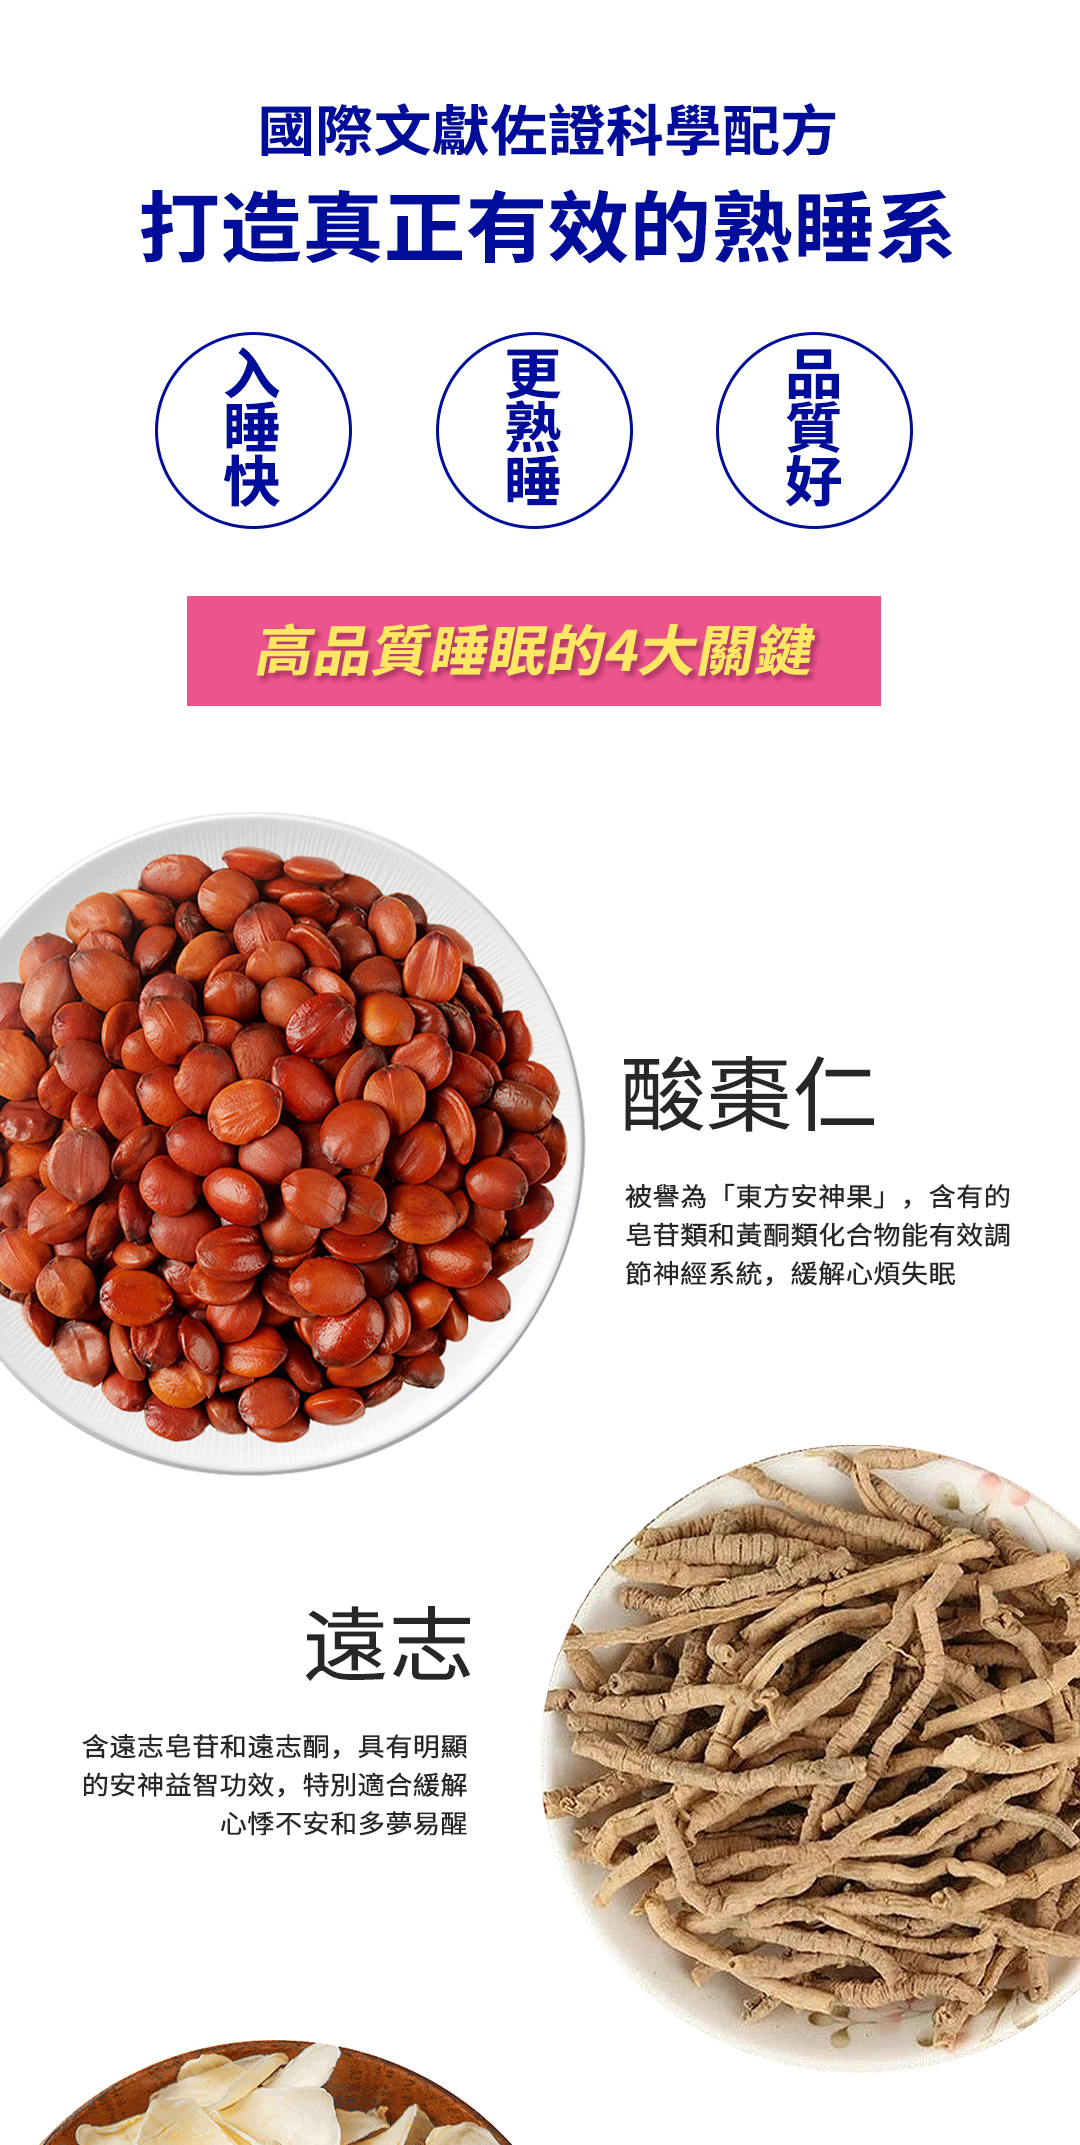 國際文獻佐證科學配方
打造真正有效的熟睡系
入睡快
更熟睡
品質好
高品質睡眠的4大關鍵
酸棗仁
被譽為「東方安神果」，含有的
皂苷類和黃酮類化合物能有效調
節神經系統，緩解心煩失眠
遠志
含遠志皂苷和遠志酮，具有明顯
的安神益智功效，特別適合緩解
心悸不安和多夢易醒